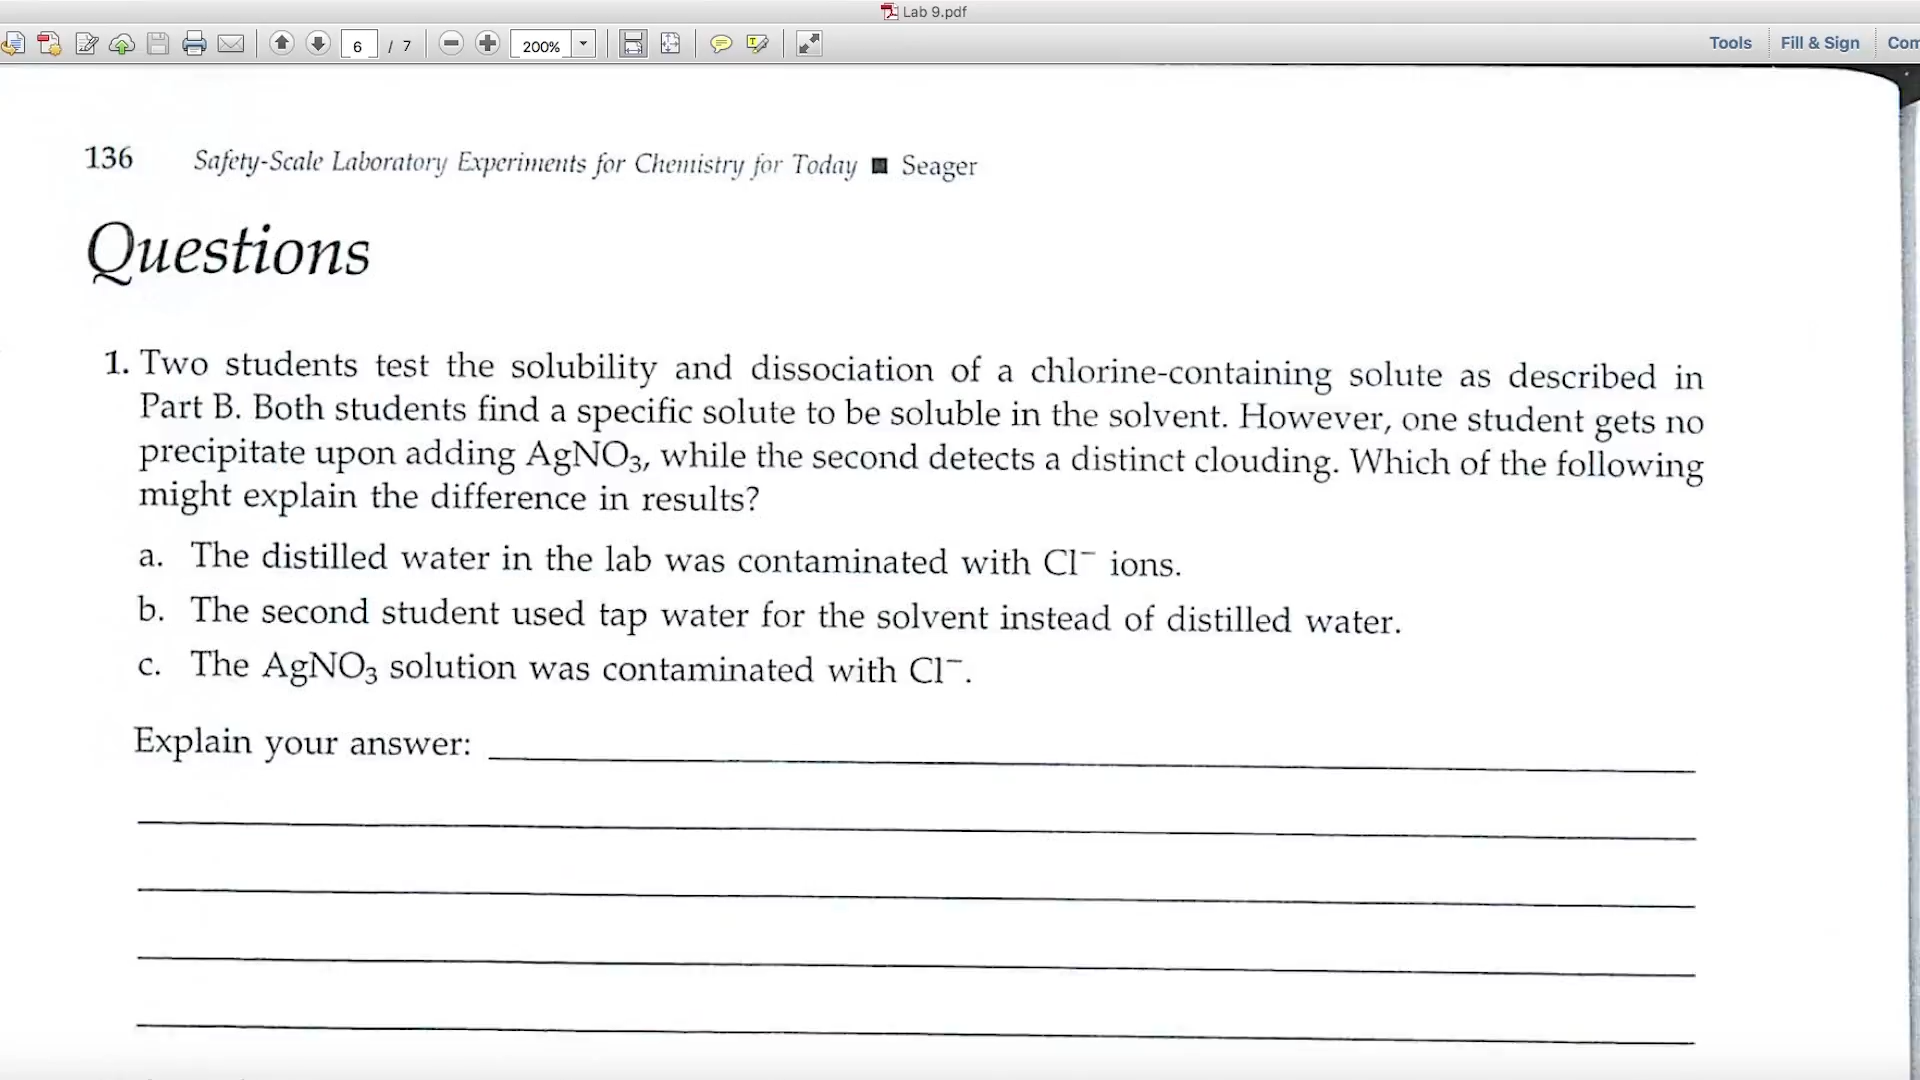 Lab 9.pdf
6 / 7 200% Tools Fill & Sign Com
136 Safety-Scale Laboratory Experiments for Chemistry for Today ■ Seager
Questions
1. Two students test the solubility and dissociation of a chlorine-containing solute as described in
Part B. Both students find a specific solute to be soluble in the solvent. However, one student gets no
precipitate upon adding AgNO₃, while the second detects a distinct clouding. Which of the following
might explain the difference in results?
a. The distilled water in the lab was contaminated with Cl⁻ ions.
b. The second student used tap water for the solvent instead of distilled water.
c. The AgNO₃ solution was contaminated with Cl⁻.
Explain your answer: